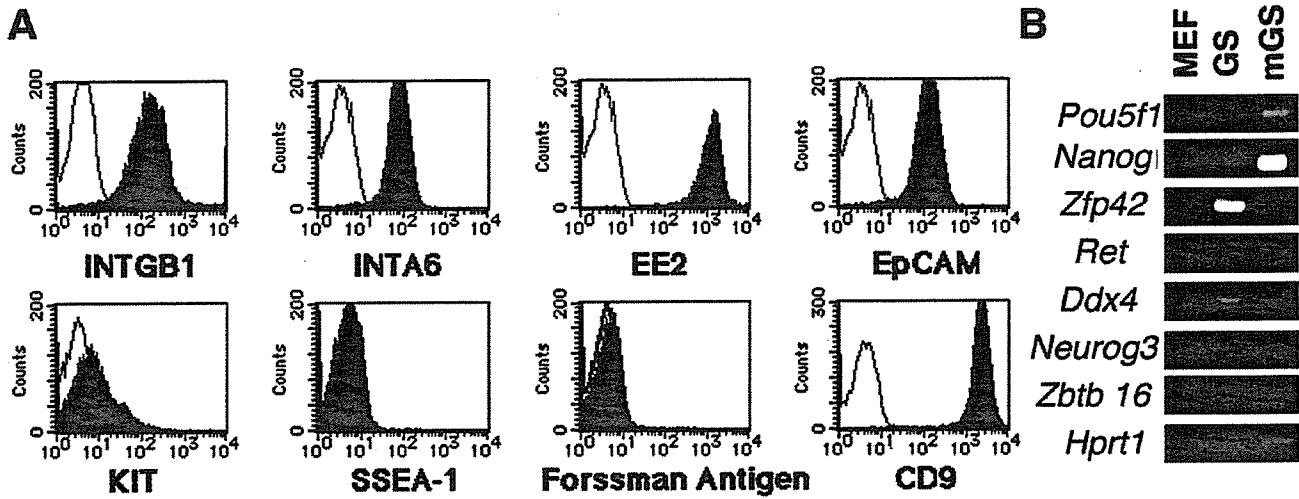 A
200
Counts
0
10^0 10^1 10^2 10^3 10^4
INTGB1
200
Counts
0
10^0 10^1 10^2 10^3 10^4
INTA6
200
Counts
0
10^0 10^1 10^2 10^3 10^4
EE2
200
Counts
0
10^0 10^1 10^2 10^3 10^4
EpCAM
200
Counts
0
10^0 10^1 10^2 10^3 10^4
KIT
200
Counts
0
10^0 10^1 10^2 10^3 10^4
SSEA-1
200
Counts
0
10^0 10^1 10^2 10^3 10^4
Forssman Antigen
300
Counts
0
10^0 10^1 10^2 10^3 10^4
CD9
B
MEF
GS
mGS
Pou5f1
Nanog
Zfp42
Ret
Ddx4
Neurog3
Zbtb 16
Hprt1